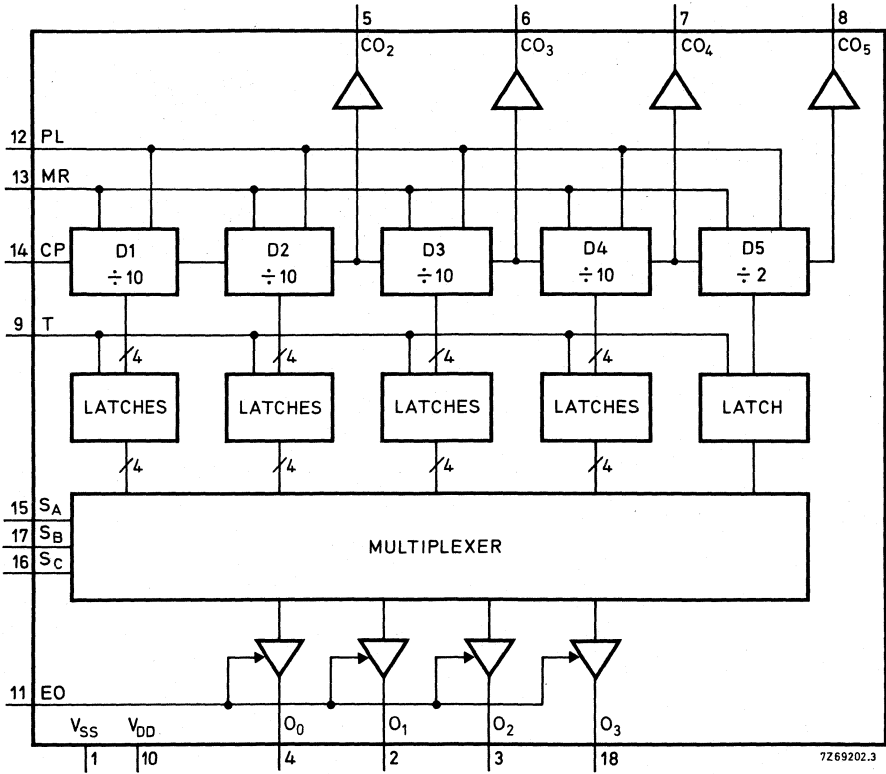 5 6 7 8
CO2 CO3 CO4 CO5
12 PL
13 MR
14 CP
D1 D2 D3 D4 D5
÷10 ÷10 ÷10 ÷10 ÷2
9 T
4 4 4 4
LATCHES LATCHES LATCHES LATCHES LATCH
4 4 4 4
15 SA
17 SB
16 SC
MULTIPLEXER
11 EO
VSS VDD O0 O1 O2 O3
1 10 4 2 3 18
7Z69202.3